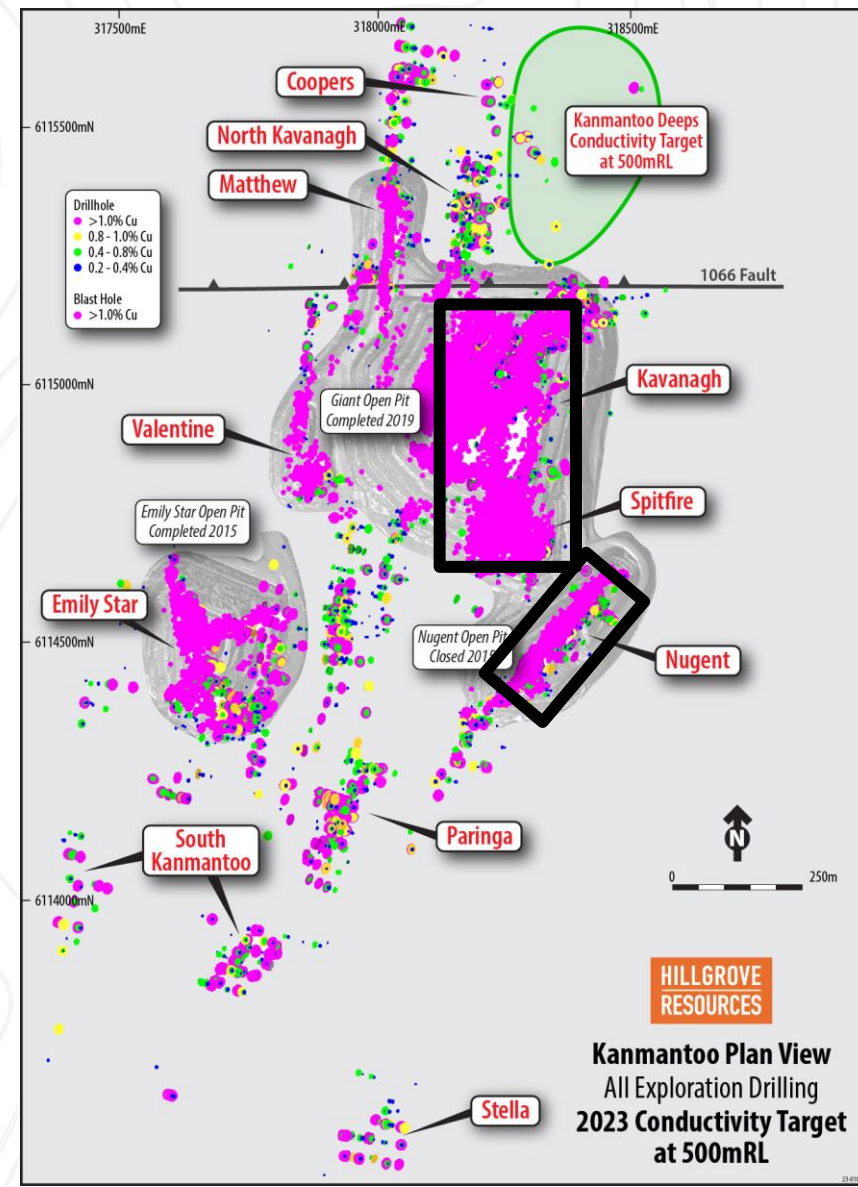 317500mE
318000mE
318500mE
Coopers
Kanmantoo Deeps
Conductivity Target
at 500mRL
6115500mN
North Kavanagh
Matthew
Drillhole
>1.0% Cu
0.8 - 1.0% Cu
0.4 - 0.8% Cu
0.2 - 0.4% Cu
Blast Hole
>1.0% Cu
1066 Fault
6115000mN
Kavanagh
Giant Open Pit
Completed 2019
Valentine
Spitfire
Emily Star Open Pit
Completed 2015
Emily Star
6114500mN
Nugent Open Pit
Closed
Nugent
Paringa
South
Kanmantoo
N
0
250m
6114000mN
HILLGROVE
RESOURCES
Kanmantoo Plan View
All Exploration Drilling
2023 Conductivity Target
at 500mRL
Stella